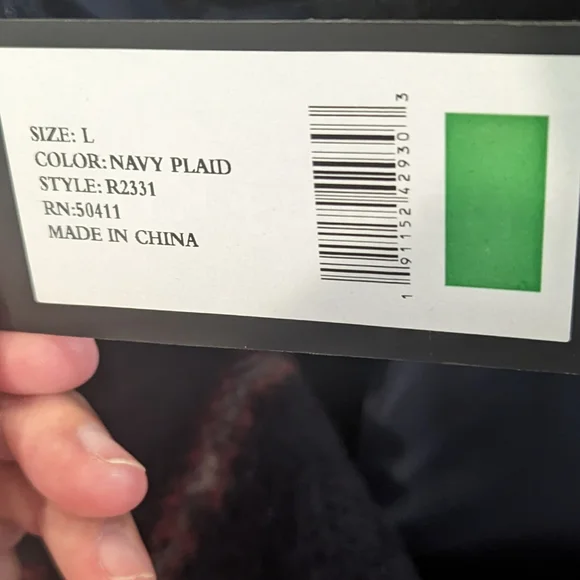 SIZE: L
COLOR: NAVY PLAID
STYLE: R2331
RN:50411
MADE IN CHINA
1 91152 42930 3